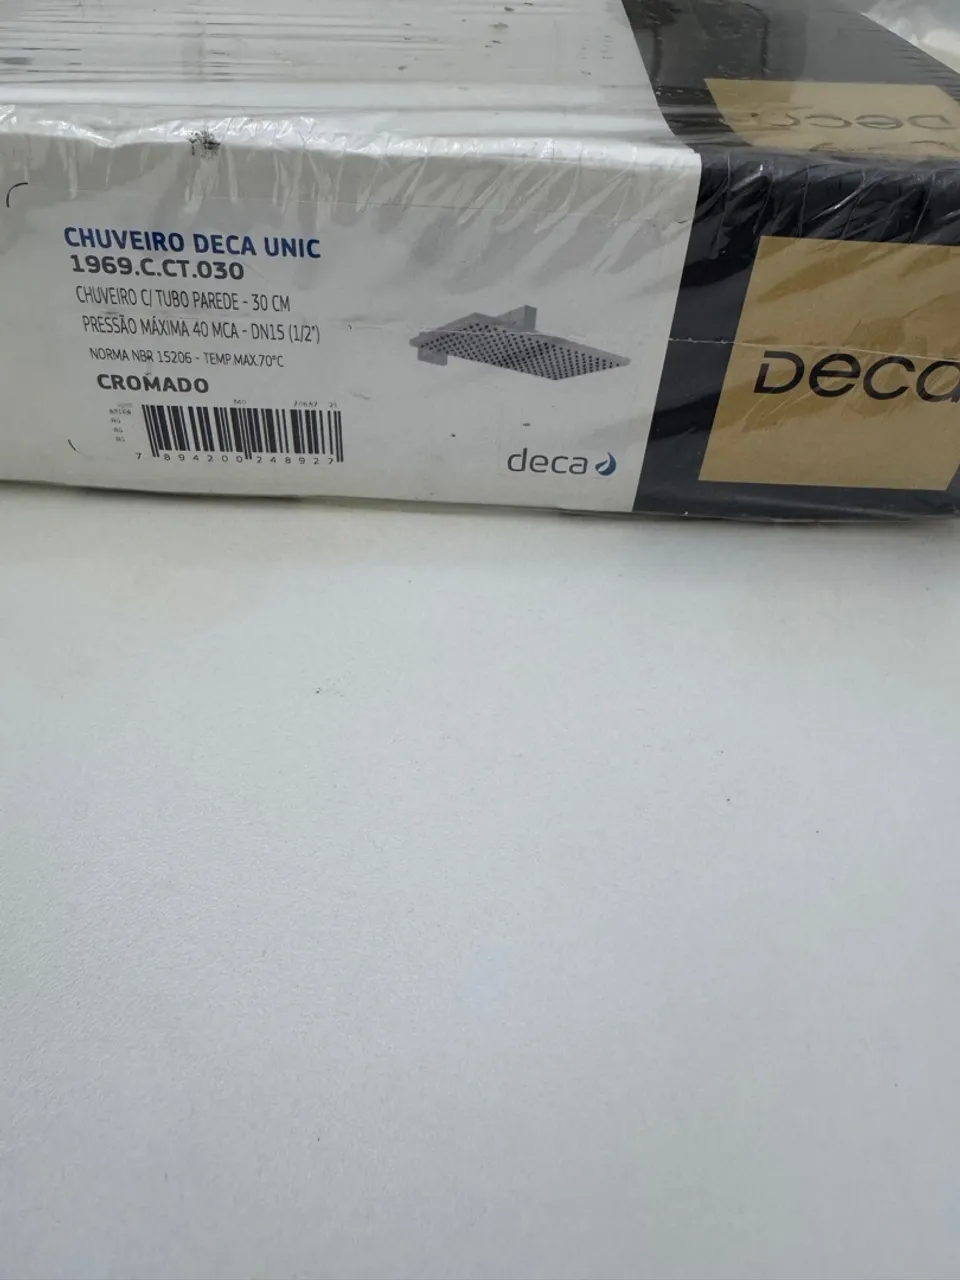 CHUVEIRO DECA UNIC
1969.C.CT.030
CHUVEIRO C/ TUBO PAREDE - 30 CM
PRESSÃO MÁXIMA 40 MCA - DN15 (1/2")
NORMA NBR 15206 - TEMP.MAX.70°C
CROMADO
7 894200 248927
deca
Deca
Deca